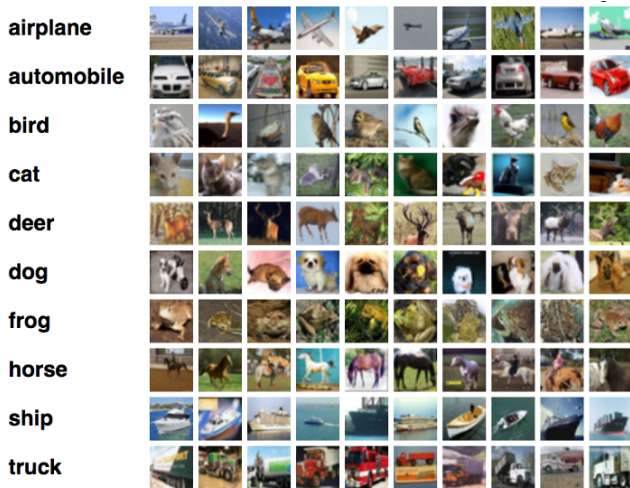 airplane
automobile
bird
cat
deer
dog
frog
horse
ship
truck